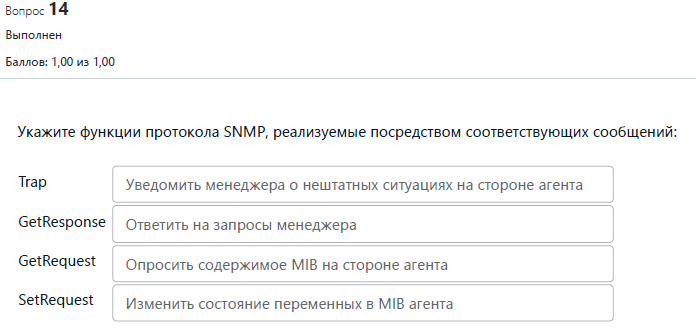 Вопрос 14
Выполнен
Баллов: 1,00 из 1,00
Укажите функции протокола SNMP, реализуемые посредством соответствующих сообщений:
Trap Уведомить менеджера о нештатных ситуациях на стороне агента
GetResponse Ответить на запросы менеджера
GetRequest Опросить содержимое MIB на стороне агента
SetRequest Изменить состояние переменных в MIB агента